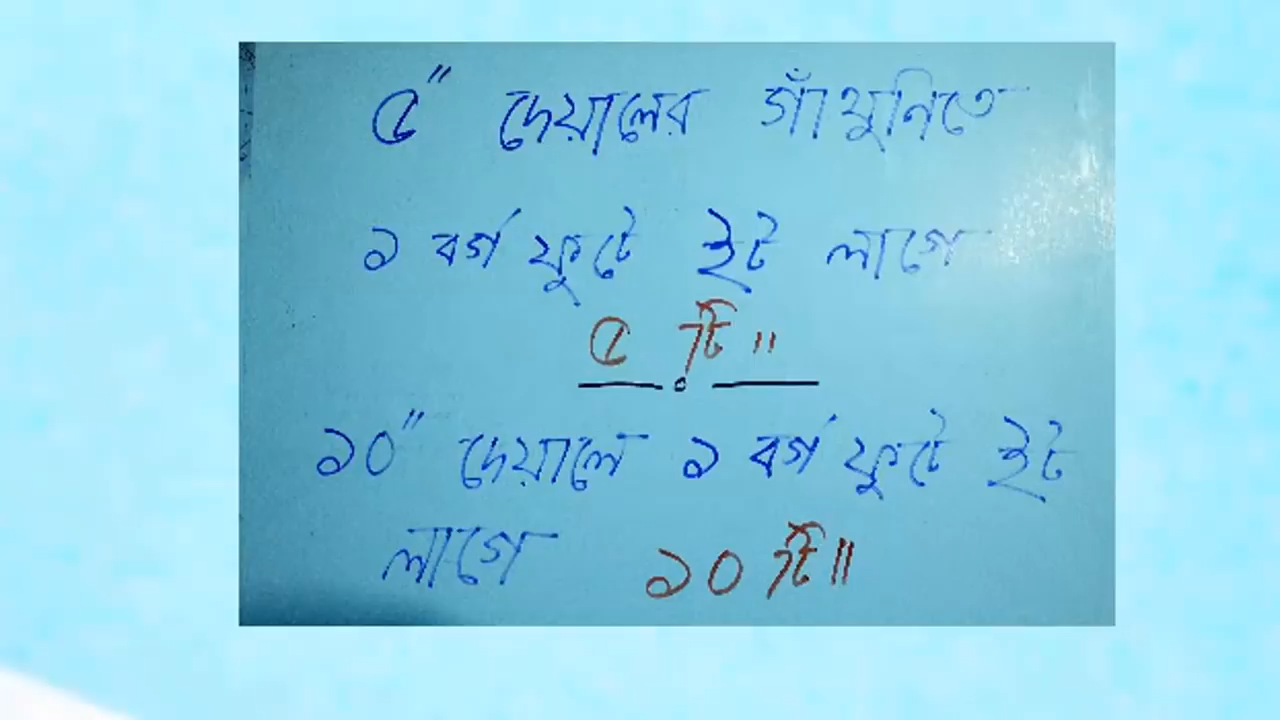 ৫" দেয়ালের গাঁথুনিতে
১ বর্গ ফুটে ইট লাগে
৫ টি॥
১০" দেয়ালে ১ বর্গ ফুটে ইট
লাগে ১০ টি॥